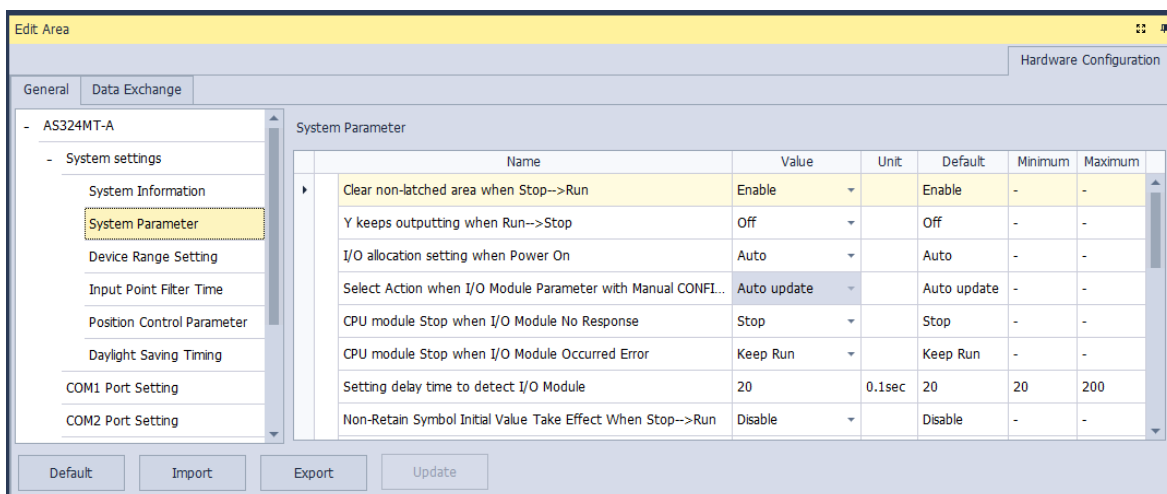 Edit Area
Hardware Configuration
General Data Exchange
- AS324MT-A
- System settings
System Information
System Parameter
Device Range Setting
Input Point Filter Time
Position Control Parameter
Daylight Saving Timing
COM1 Port Setting
COM2 Port Setting
System Parameter
Name Value Unit Default Minimum Maximum
Clear non-latched area when Stop-->Run Enable Enable - -
Y keeps outputting when Run-->Stop Off Off - -
I/O allocation setting when Power On Auto Auto - -
Select Action when I/O Module Parameter with Manual CONFI... Auto update Auto update - -
CPU module Stop when I/O Module No Response Stop Stop - -
CPU module Stop when I/O Module Occurred Error Keep Run Keep Run - -
Setting delay time to detect I/O Module 20 0.1sec 20 20 200
Non-Retain Symbol Initial Value Take Effect When Stop-->Run Disable Disable - -
Default Import Export Update